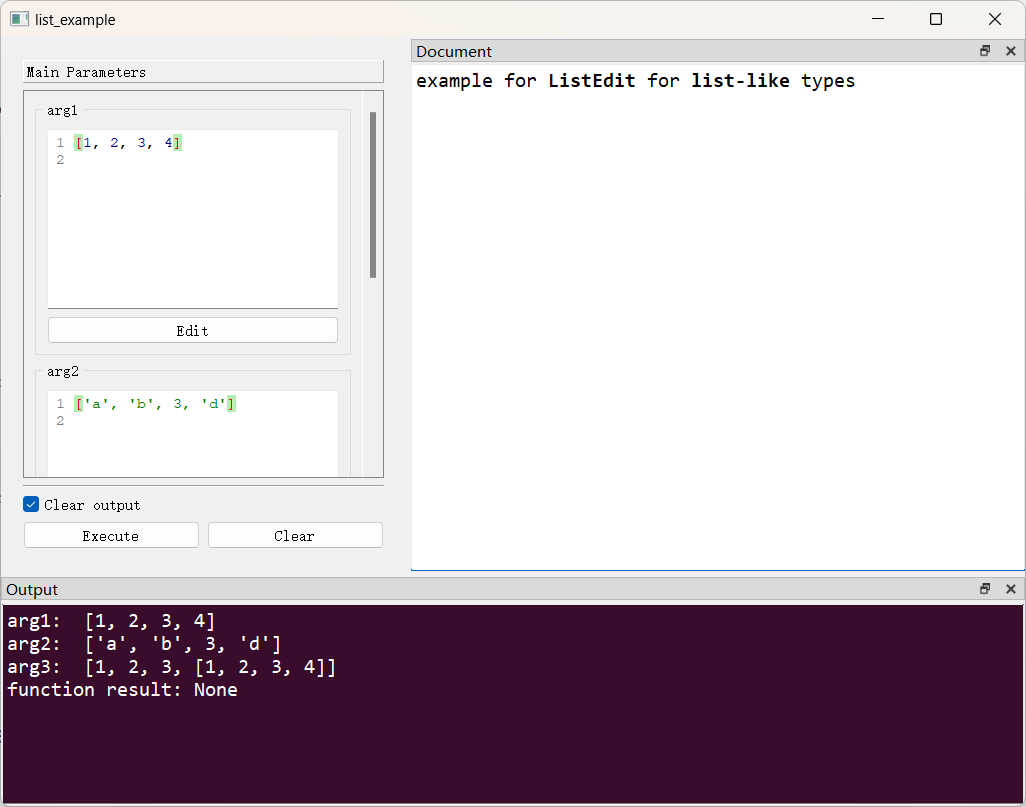 list_example
Main Parameters
arg1
1 [1, 2, 3, 4]
2
Edit
arg2
1 ['a', 'b', 3, 'd']
2
Clear output
Execute
Clear
Document
example for ListEdit for list-like types
Output
arg1:  [1, 2, 3, 4]
arg2:  ['a', 'b', 3, 'd']
arg3:  [1, 2, 3, [1, 2, 3, 4]]
function result: None